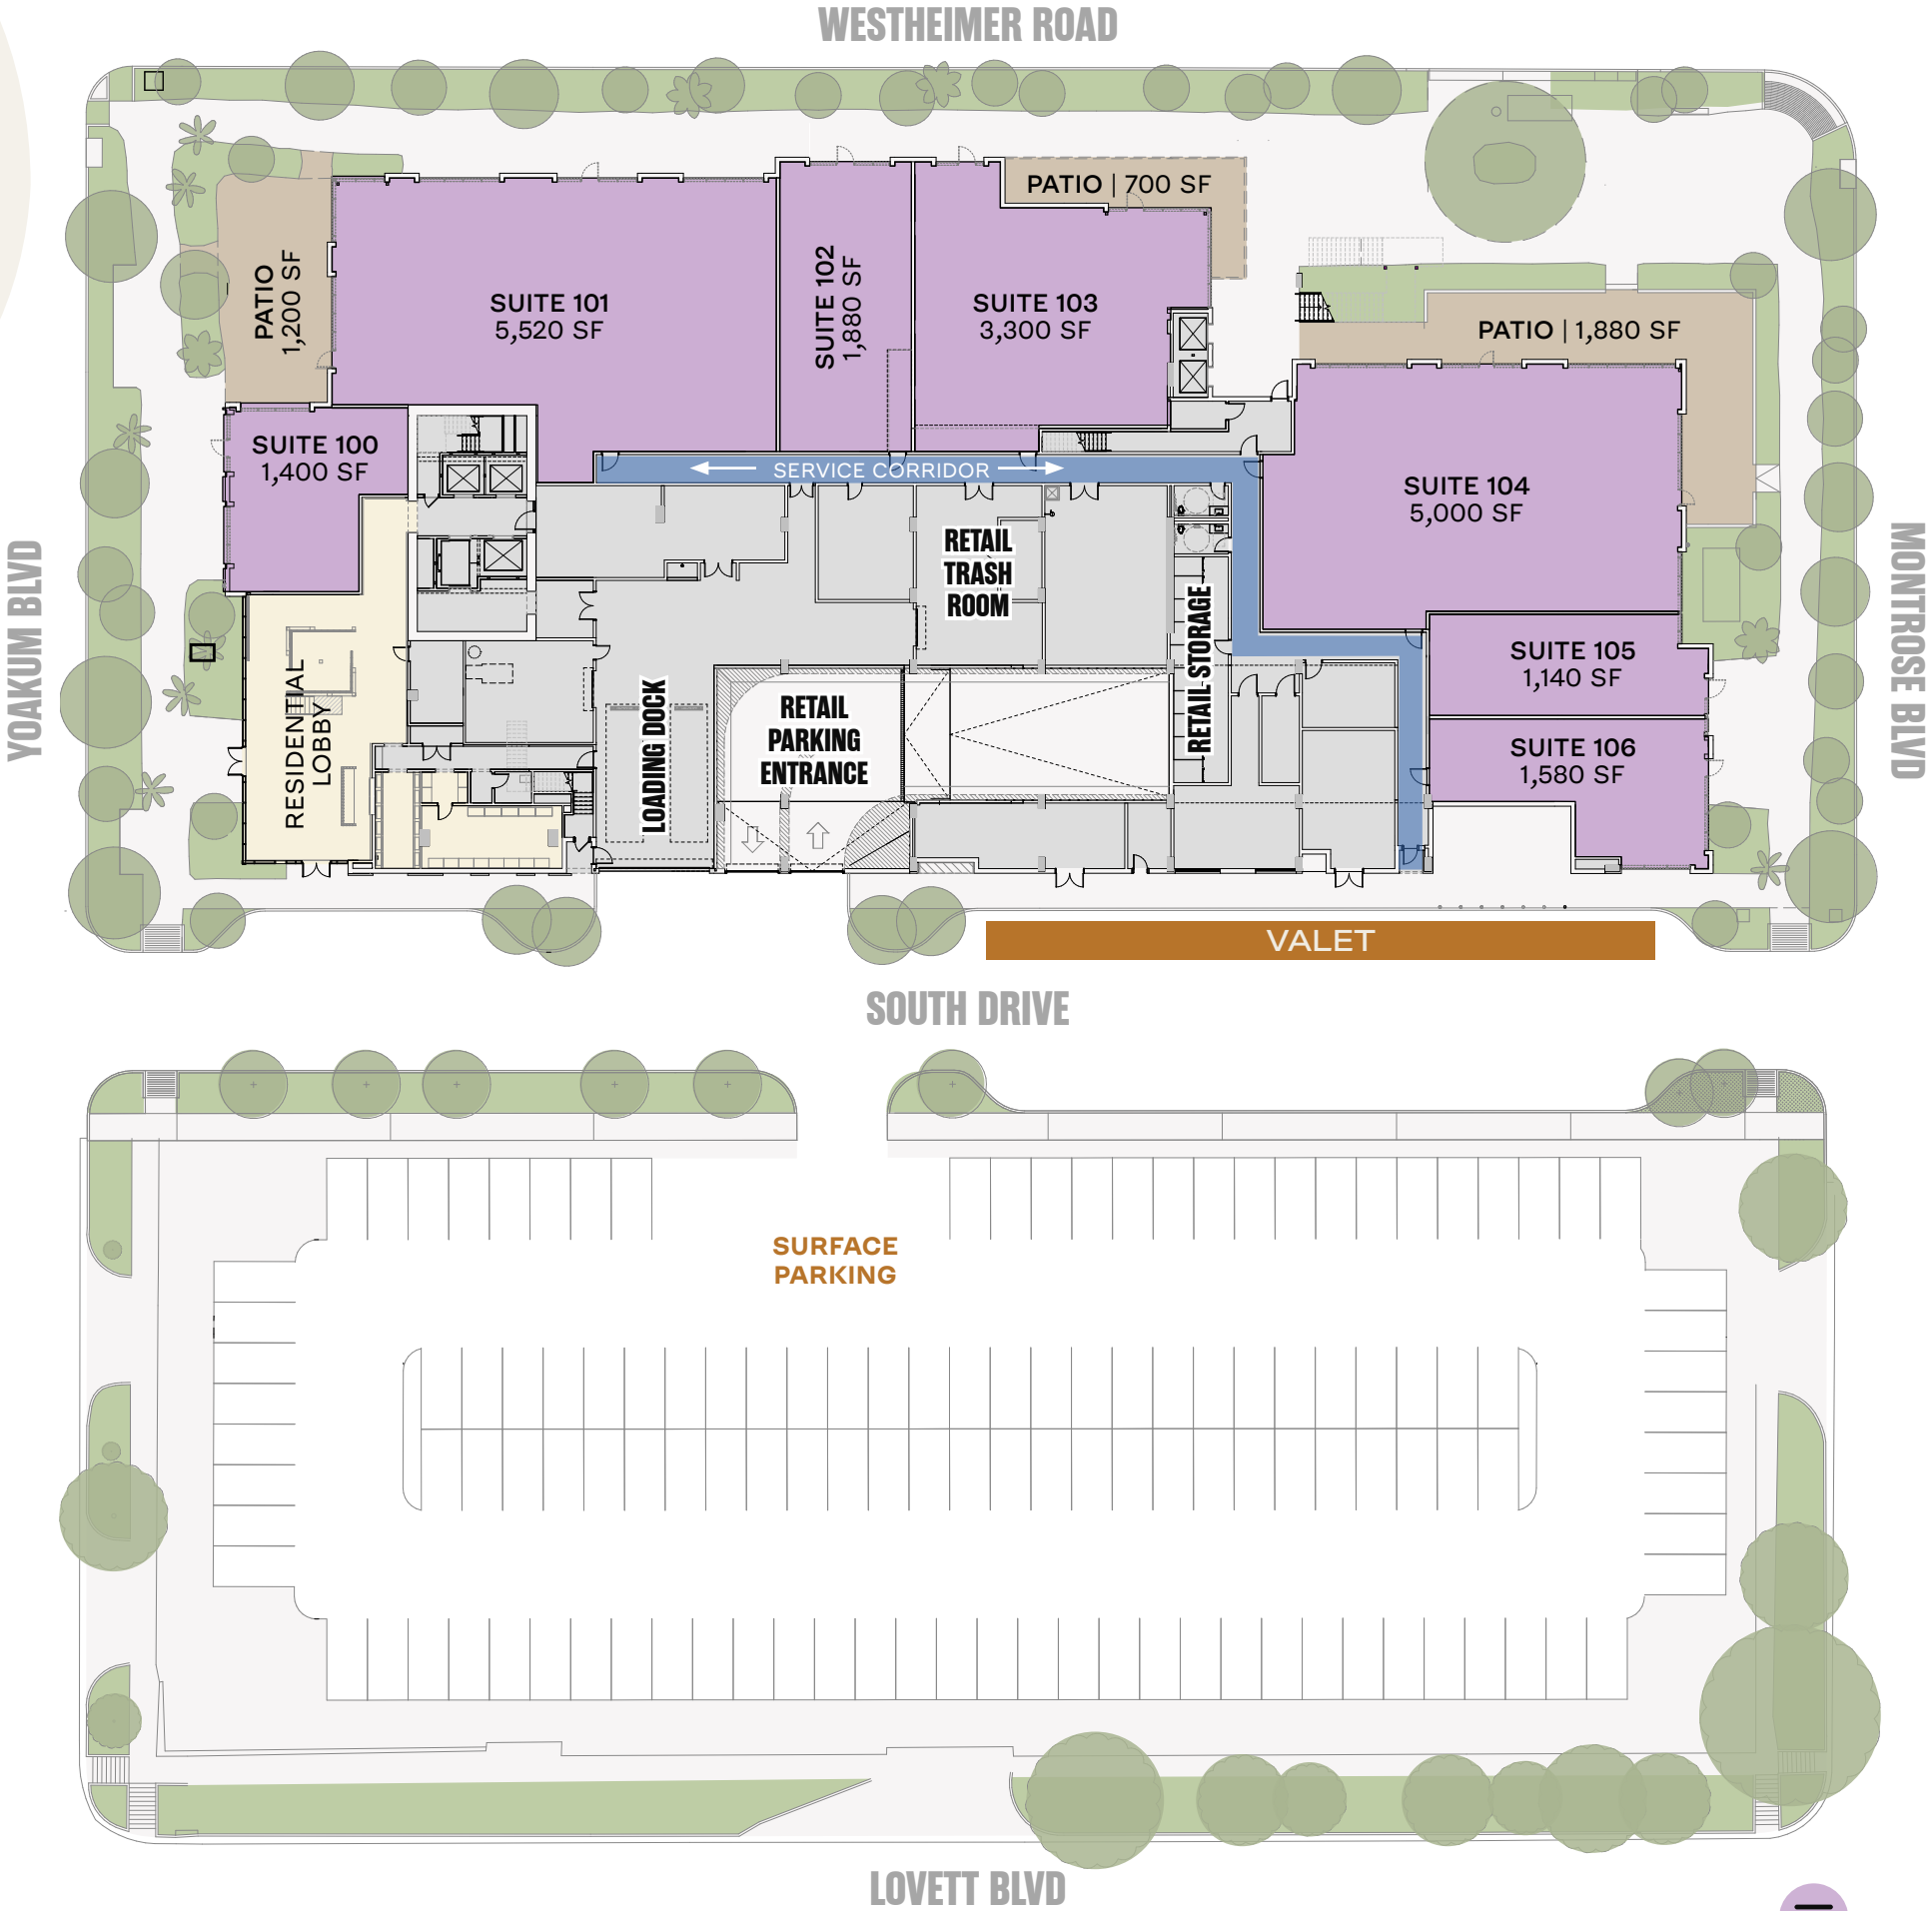 WESTHEIMER ROAD
PATIO | 700 SF
PATIO
1,200 SF
SUITE 101
5,520 SF
SUITE 102
1,880 SF
SUITE 103
3,300 SF
PATIO | 1,880 SF
SUITE 100
1,400 SF
SERVICE CORRIDOR
SUITE 104
5,000 SF
RETAIL
TRASH
ROOM
YOAKUM BLVD
MONTROSE BLVD
RESIDENTIAL
LOBBY
LOADING DOCK
RETAIL
PARKING
ENTRANCE
RETAIL STORAGE
SUITE 105
1,140 SF
SUITE 106
1,580 SF
VALET
SOUTH DRIVE
SURFACE
PARKING
LOVETT BLVD